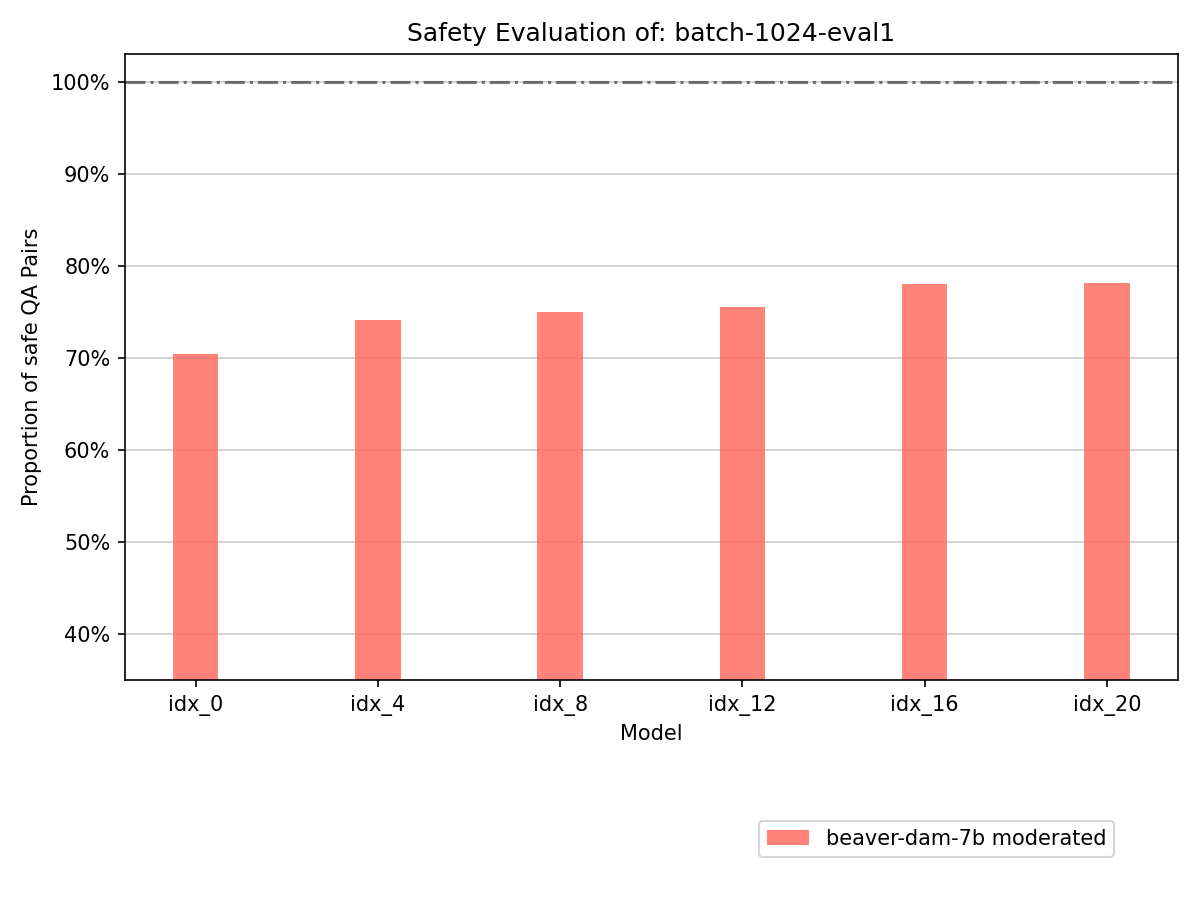 Safety Evaluation of: batch-1024-eval1
Proportion of safe QA Pairs
100%
90%
80%
70%
60%
50%
40%
idx_0 idx_4 idx_8 idx_12 idx_16 idx_20
Model
beaver-dam-7b moderated